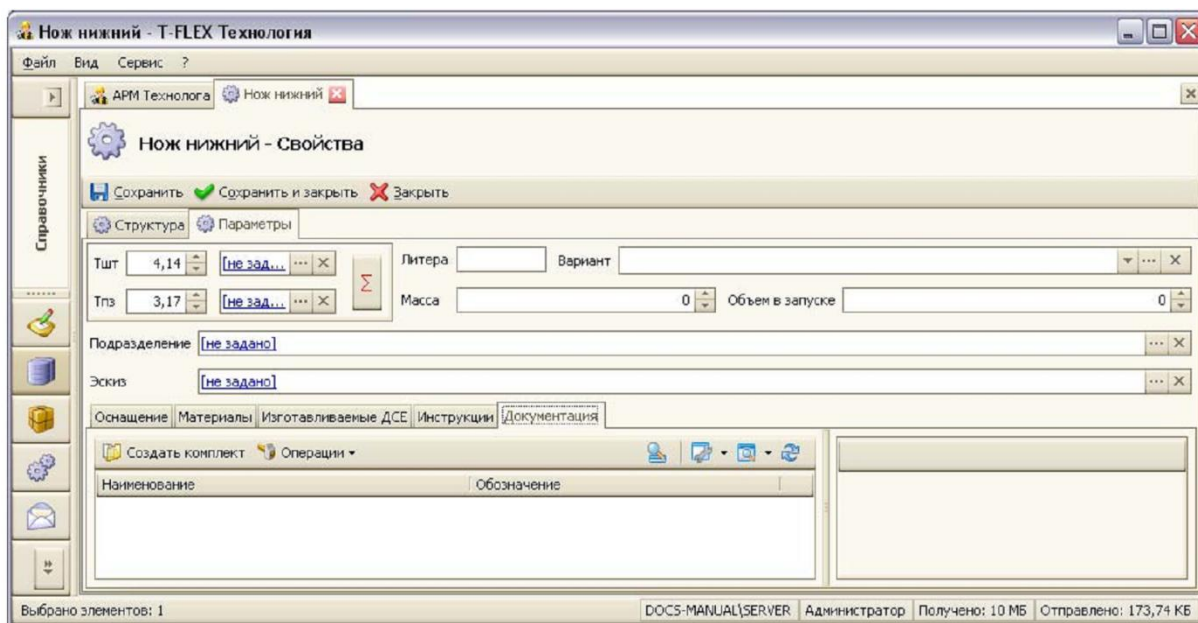 Нож нижний - T-FLEX Технология
Файл Вид Сервис ?
АРМ Технолога Нож нижний
Справочники
Нож нижний - Свойства
Сохранить Сохранить и закрыть Закрыть
Структура Параметры
Тшт 4,14 [не зад... ... Литера Вариант ...
Σ
Тпз 3,17 [не зад... ... Масса 0 Объем в запуске 0
Подразделение [не задано] ...
Эскиз [не задано] ...
Оснащение Материалы Изготавливаемые ДСЕ Инструкции Документация
Создать комплект Операции
Наименование Обозначение
Выбрано элементов: 1 DOCS-MANUAL\SERVER Администратор Получено: 10 МБ Отправлено: 173,74 КБ